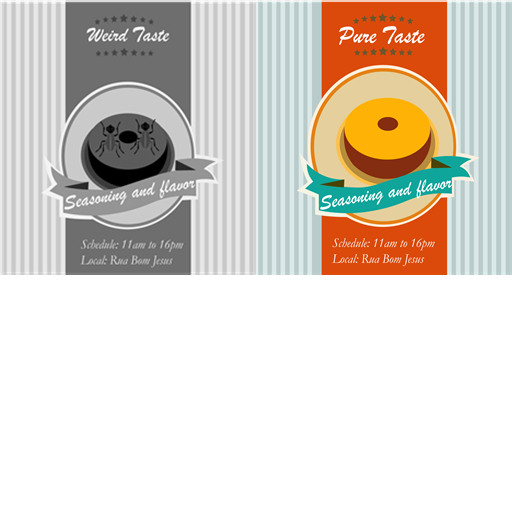 Weird Taste
Seasoning and flavor
Schedule: 11am to 16pm
Local: Rua Bom Jesus
Pure Taste
Seasoning and flavor
Schedule: 11am to 16pm
Local: Rua Bom Jesus